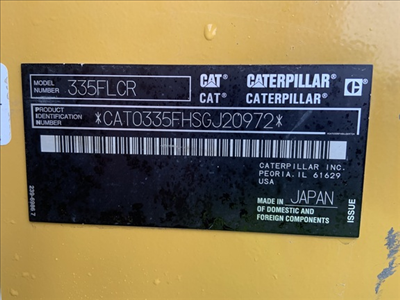 MODEL NUMBER 335FLCR
CAT® CATERPILLAR®
CAT® CATERPILLAR®
PRODUCT IDENTIFICATION NUMBER
*CAT0335FHSGJ20972*
CATERPILLAR INC.
PEORIA, IL 61629
USA
MADE IN JAPAN
OF DOMESTIC AND
FOREIGN COMPONENTS
ISSUE